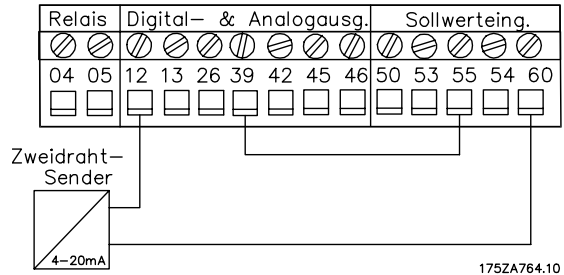 Relais Digital- & Analogausg. Sollwerteing.
04 05 12 13 26 39 42 45 46 50 53 55 54 60
Zweidraht-
Sender
4-20mA
175ZA764.10